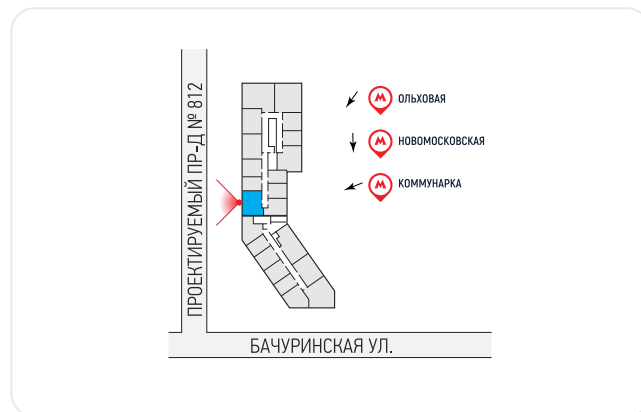 ПРОЕКТИРУЕМЫЙ ПР-Д № 812
М ОЛЬХОВАЯ
М НОВОМОСКОВСКАЯ
М КОММУНАРКА
БАЧУРИНСКАЯ УЛ.